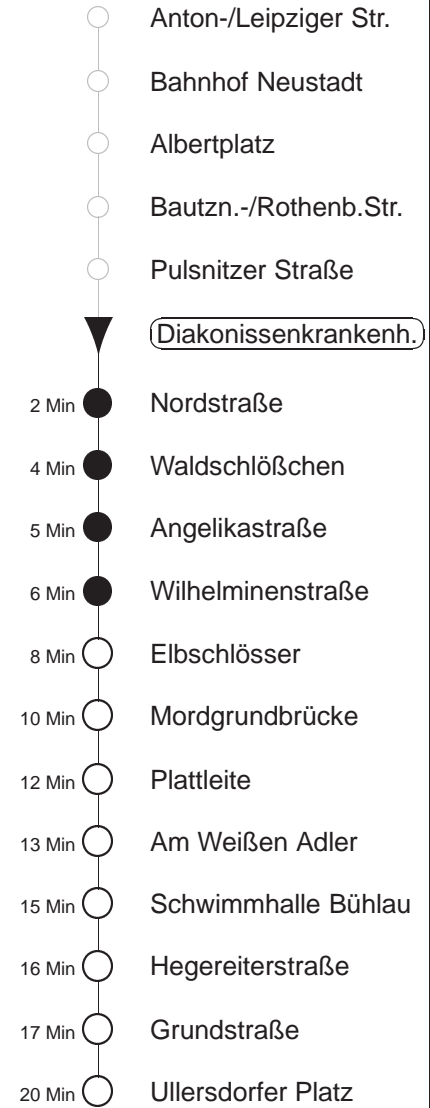 Anton-/Leipziger Str.
Bahnhof Neustadt
Albertplatz
Bautzn.-/Rothenb.Str.
Pulsnitzer Straße
Diakonissenkrankenh.
2 Min Nordstraße
4 Min Waldschlößchen
5 Min Angelikastraße
6 Min Wilhelminenstraße
8 Min Elbschlösser
10 Min Mordgrundbrücke
12 Min Plattleite
13 Min Am Weißen Adler
15 Min Schwimmhalle Bühlau
16 Min Hegereiterstraße
17 Min Grundstraße
20 Min Ullersdorfer Platz